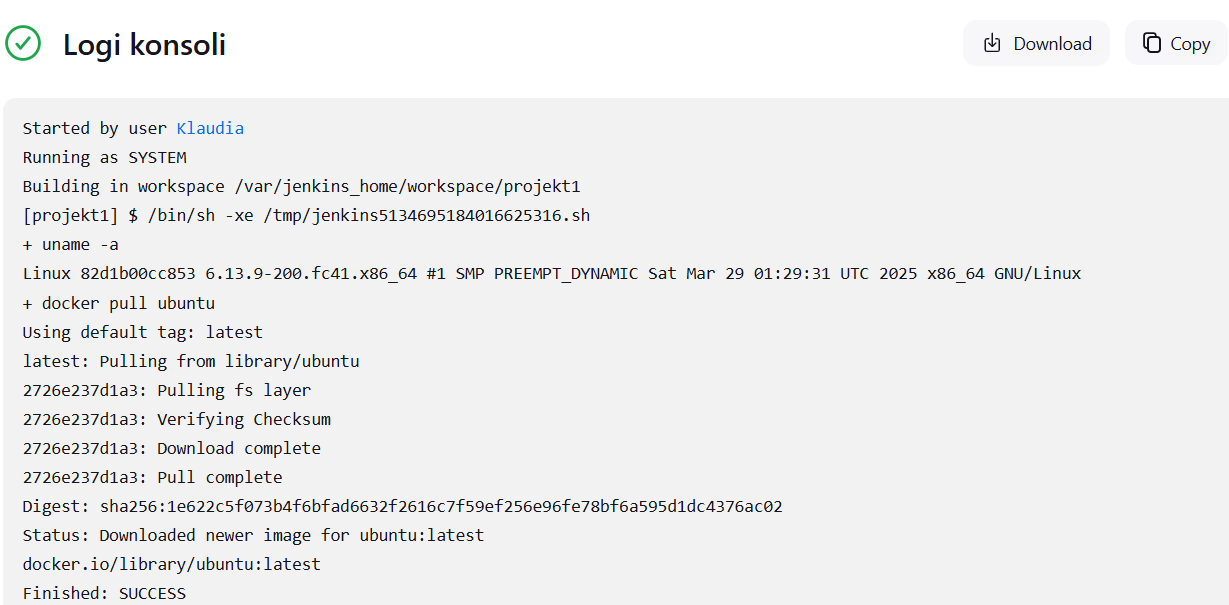 Logi konsoli
Download
Copy
Started by user Klaudia
Running as SYSTEM
Building in workspace /var/jenkins_home/workspace/projekt1
[projekt1] $ /bin/sh -xe /tmp/jenkins5134695184016625316.sh
+ uname -a
Linux 82d1b00cc853 6.13.9-200.fc41.x86_64 #1 SMP PREEMPT_DYNAMIC Sat Mar 29 01:29:31 UTC 2025 x86_64 GNU/Linux
+ docker pull ubuntu
Using default tag: latest
latest: Pulling from library/ubuntu
2726e237d1a3: Pulling fs layer
2726e237d1a3: Verifying Checksum
2726e237d1a3: Download complete
2726e237d1a3: Pull complete
Digest: sha256:1e622c5f073b4f6bfad6632f2616c7f59ef256e96fe78bf6a595d1dc4376ac02
Status: Downloaded newer image for ubuntu:latest
docker.io/library/ubuntu:latest
Finished: SUCCESS